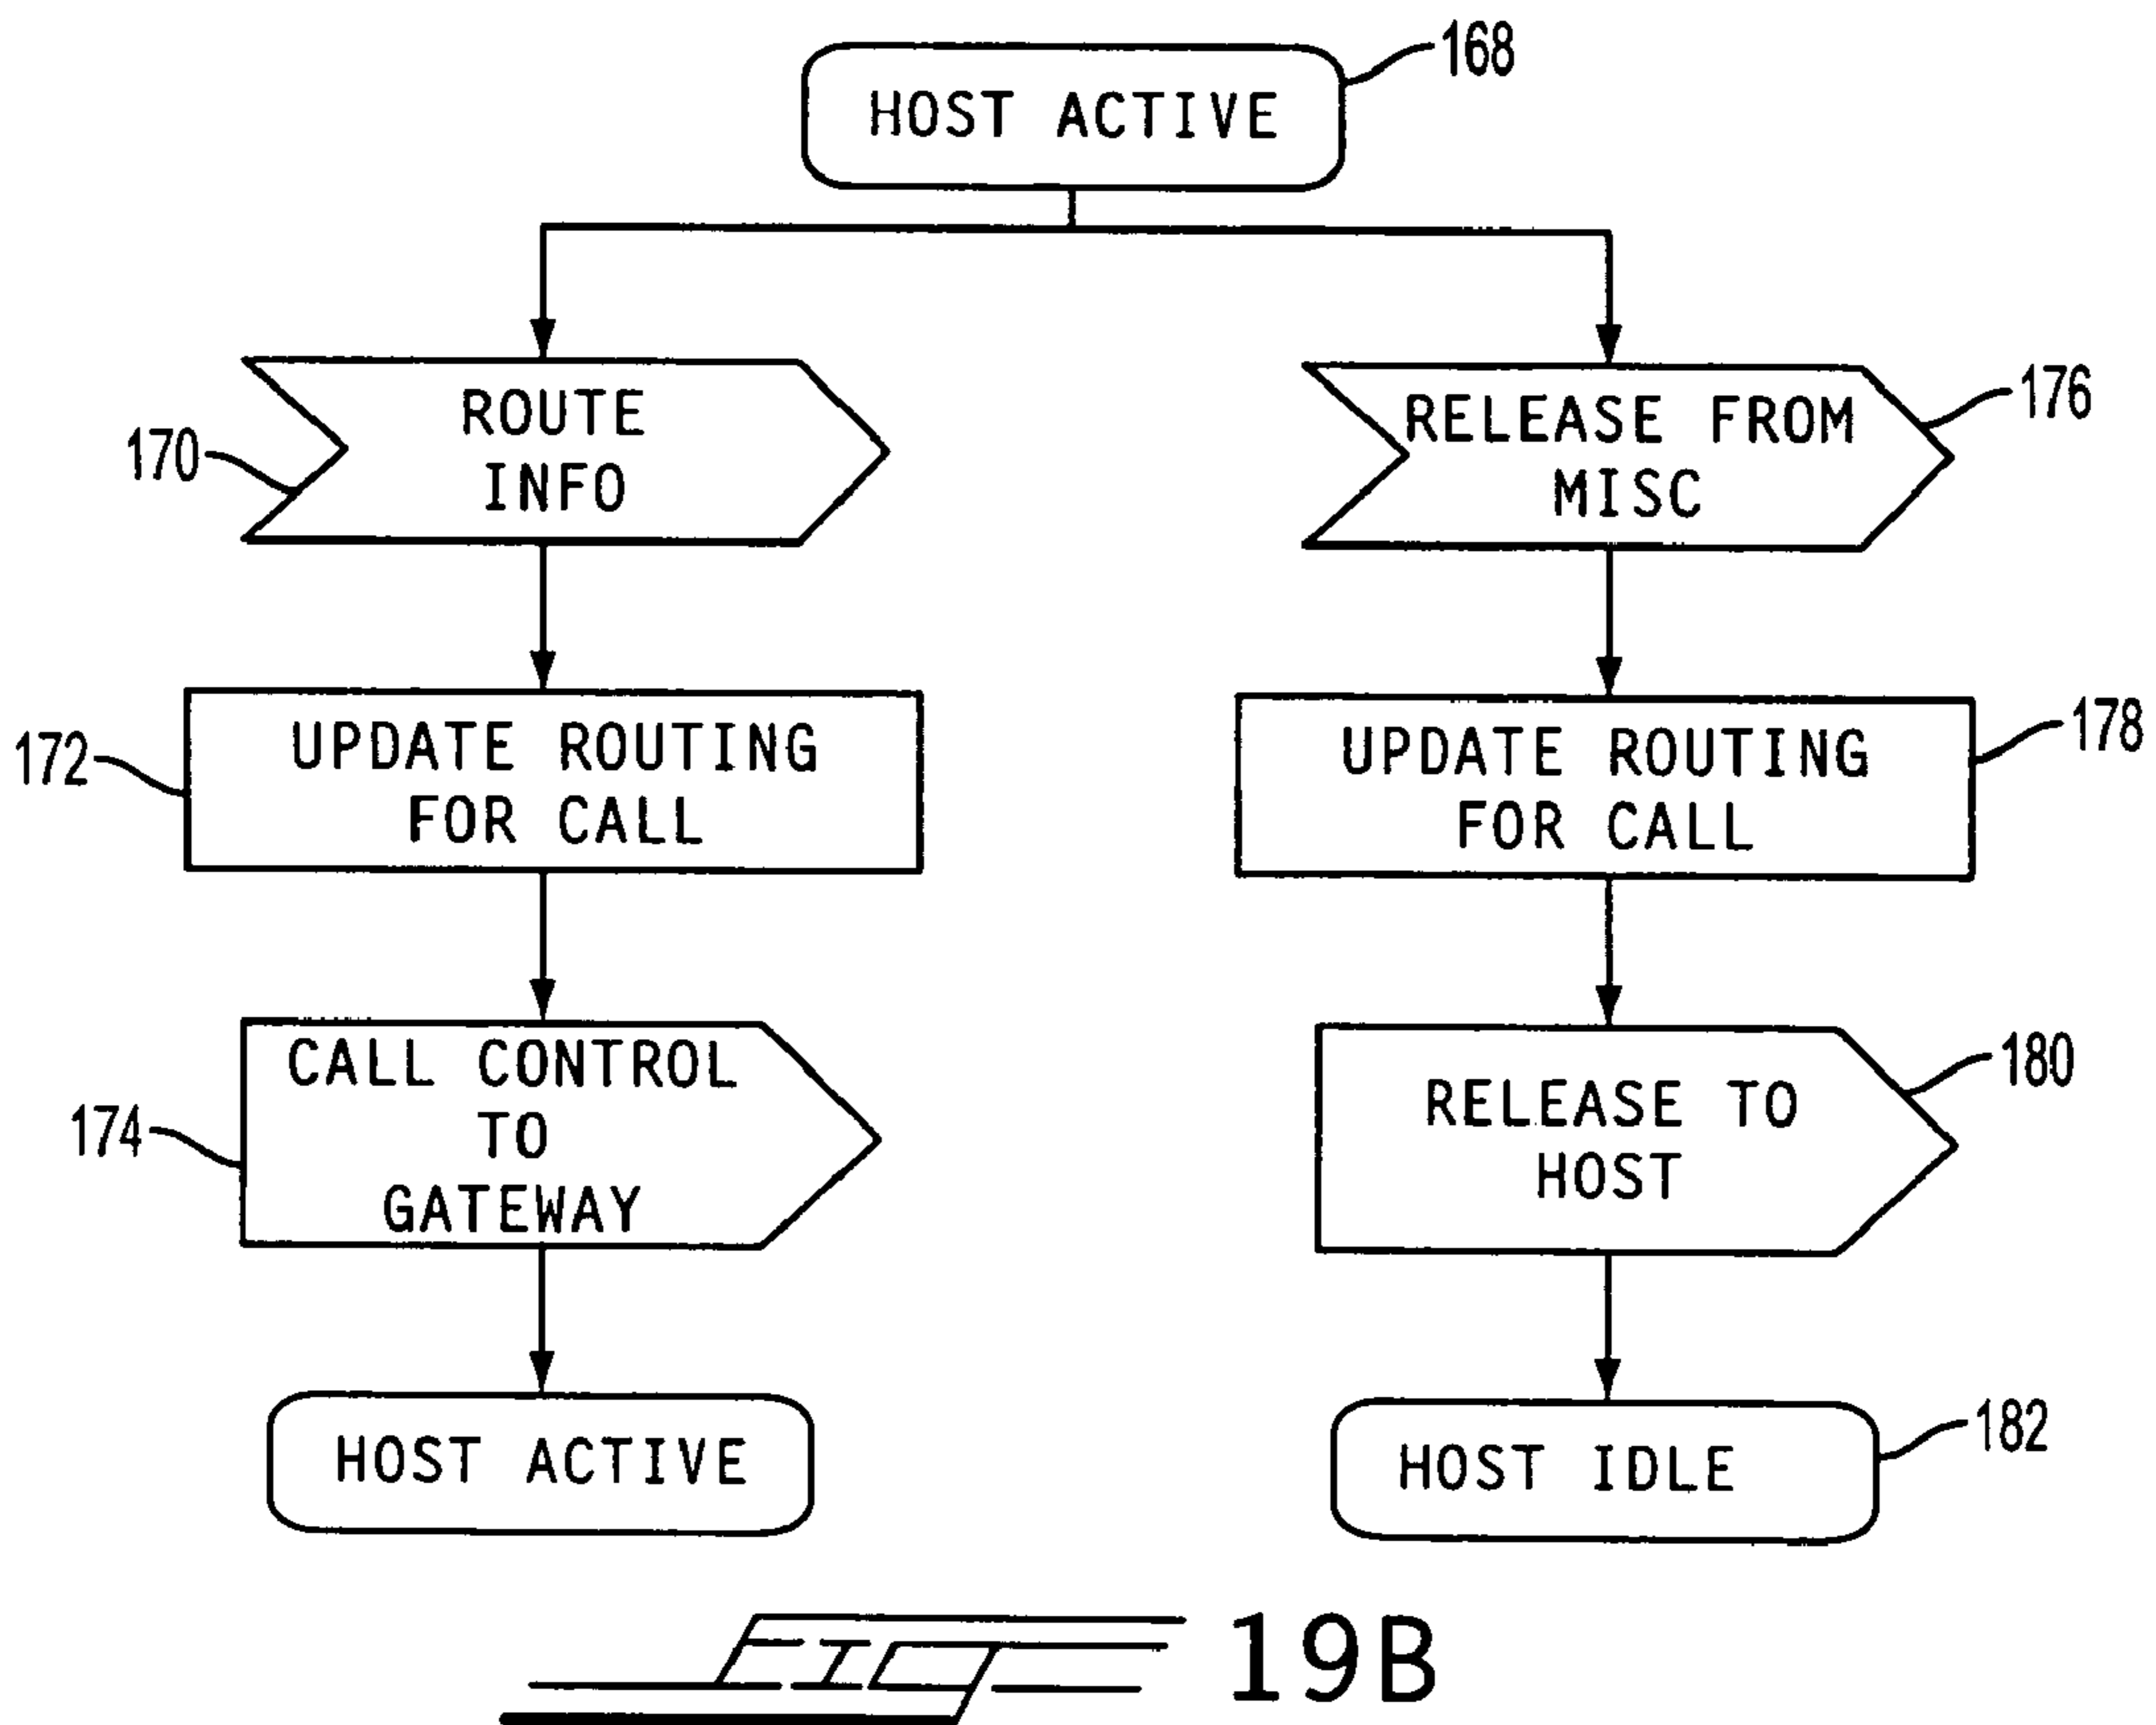 168
HOST ACTIVE
170
ROUTE
INFO
176
RELEASE FROM
MISC
172
UPDATE ROUTING
FOR CALL
178
UPDATE ROUTING
FOR CALL
174
CALL CONTROL
TO
GATEWAY
180
RELEASE TO
HOST
HOST ACTIVE
182
HOST IDLE
FIG 19B